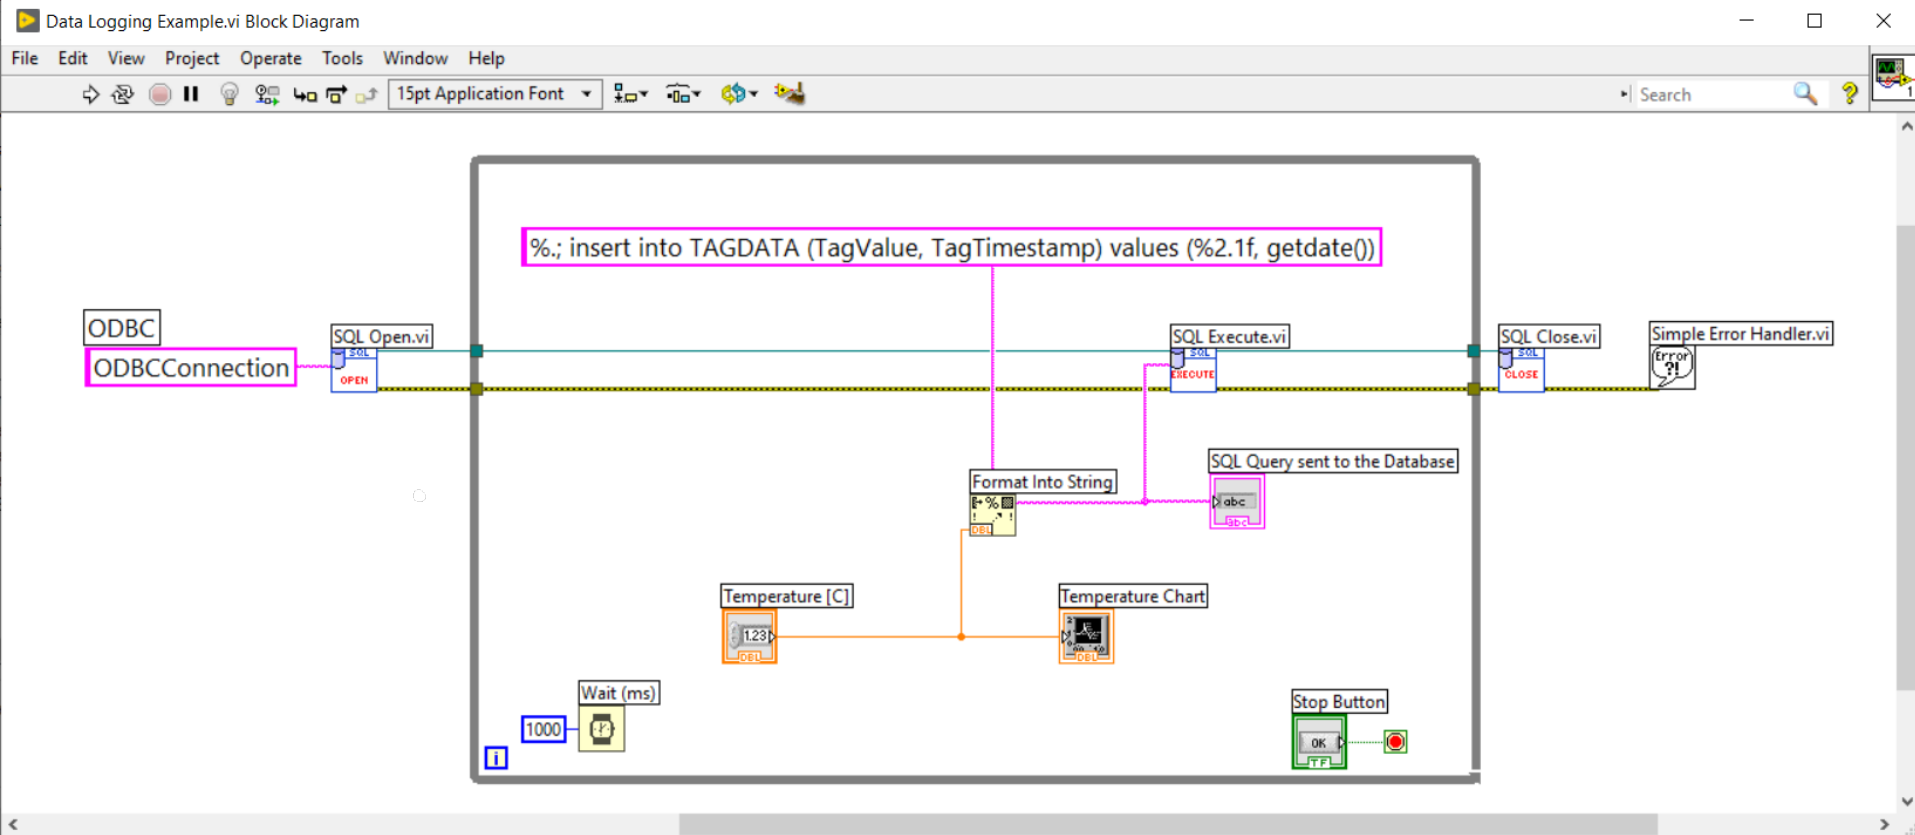 Data Logging Example.vi Block Diagram
File Edit View Project Operate Tools Window Help
15pt Application Font
Search
1
%.; insert into TAGDATA (TagValue, TagTimestamp) values (%2.1f, getdate())
ODBC
ODBCConnection
SQL Open.vi
SQL
OPEN
SQL Execute.vi
SQL
EXECUTE
SQL Close.vi
SQL
CLOSE
Simple Error Handler.vi
Error
?!
SQL Query sent to the Database
abc
abc
Format Into String
%
DBL
Temperature [C]
1.23
DBL
Temperature Chart
DBL
Wait (ms)
1000
i
Stop Button
OK
TF